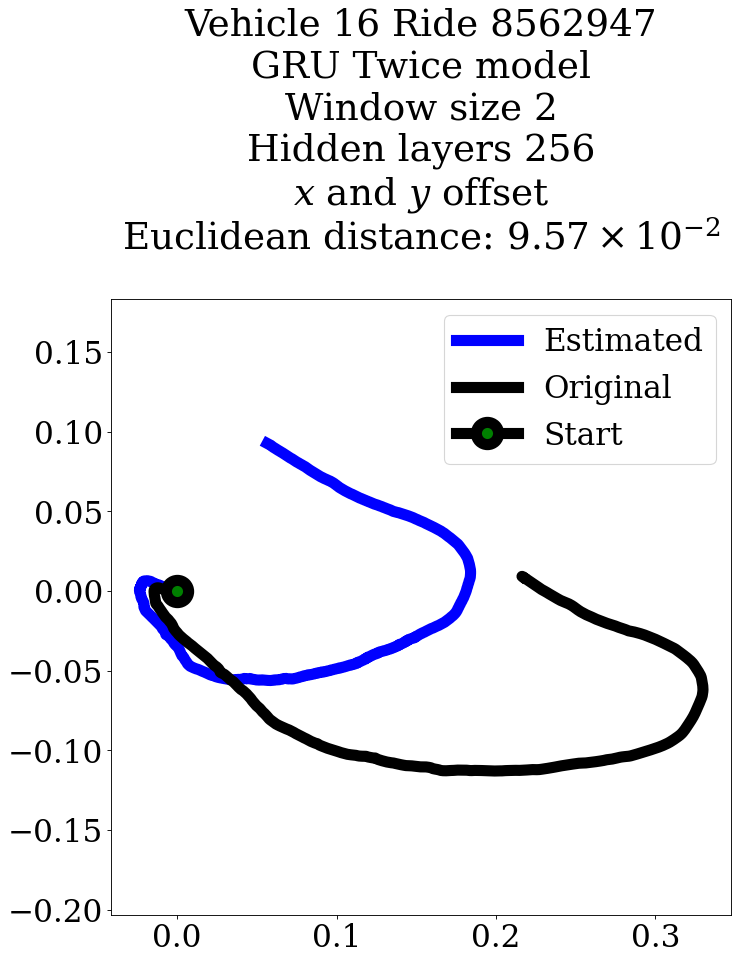 Vehicle 16 Ride 8562947
GRU Twice model
Window size 2
Hidden layers 256
x and y offset
Euclidean distance: 9.57 × 10⁻²
Estimated
Original
Start
0.15
0.10
0.05
0.00
−0.05
−0.10
−0.15
−0.20
0.0 0.1 0.2 0.3